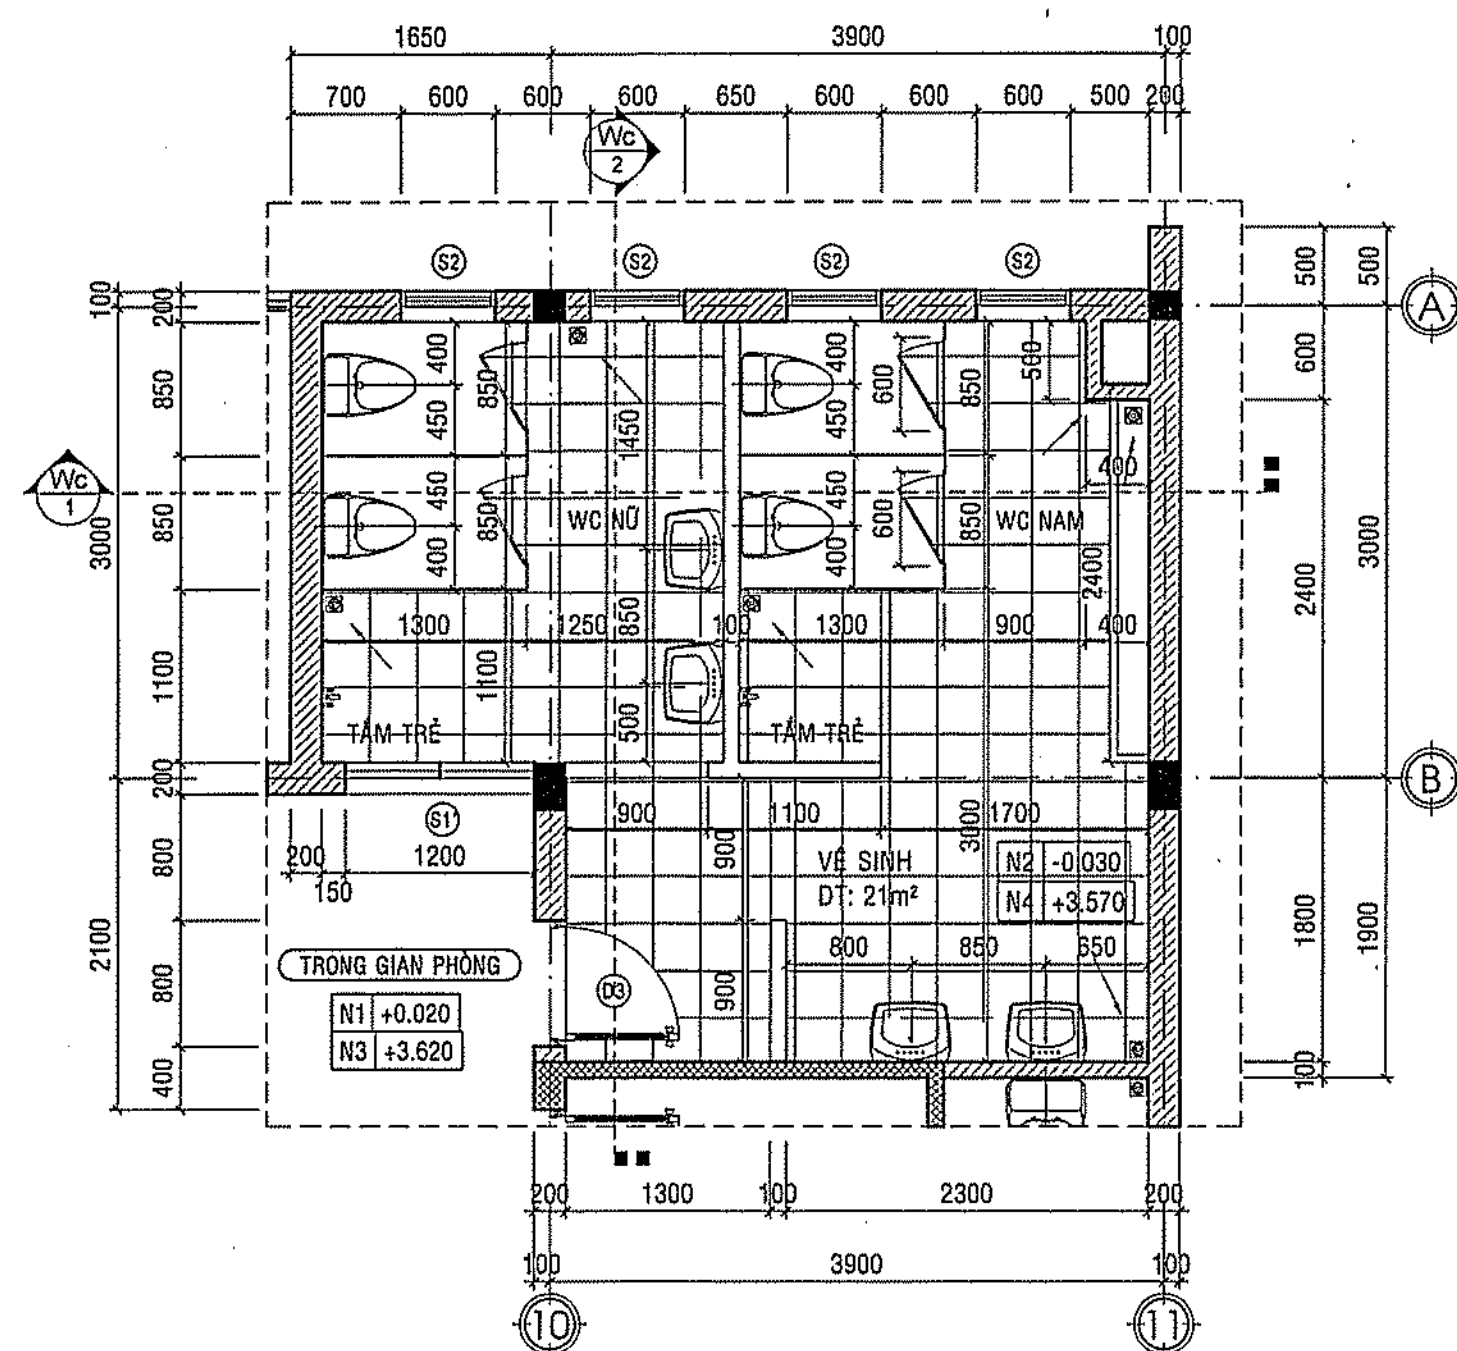 1650 3900 100
700 600 600 600 650 600 600 600 500 200
Wc
2
S2 S2 S2 S2
100 200 500 500
A
850 400 850 450 1450 400 450 600 850 500 600
400
Wc
1
3000 850 450 850 400 WC NỮ 450 400 600 850 WC NAM 2400 2400 3000
1300 1250 850 100 1300 900 400
1100 1100 500
TẮM TRẺ TẮM TRẺ
200
B
S1'
900 1100 1700
200 1200
150
800 900 3000
VỆ SINH
DT: 21m²
N2 -0.030
N4 +3.570
2100 1800 1900
TRONG GIAN PHÒNG
800 850 650
N1 +0.020
N3 +3.620
800 D3 900
400 100
200 1300 100 2300 200
100 3900 100
10 11